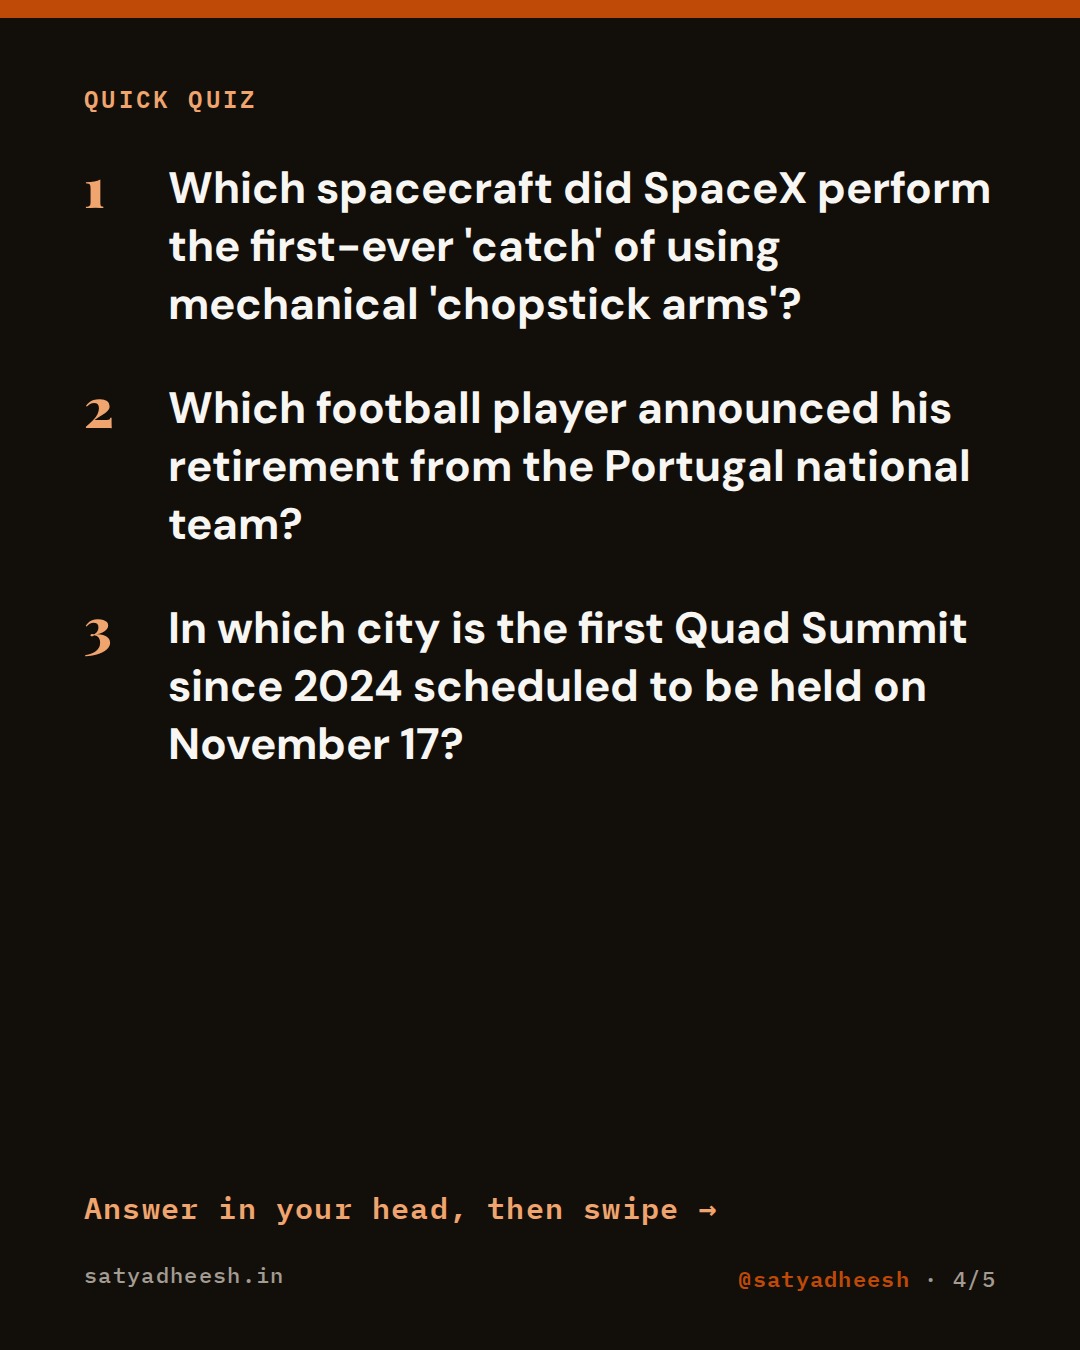 QUICK QUIZ
1 Which spacecraft did SpaceX perform
the first-ever 'catch' of using
mechanical 'chopstick arms'?
2 Which football player announced his
retirement from the Portugal national
team?
3 In which city is the first Quad Summit
since 2024 scheduled to be held on
November 17?
Answer in your head, then swipe →
satyadheesh.in
@satyadheesh · 4/5